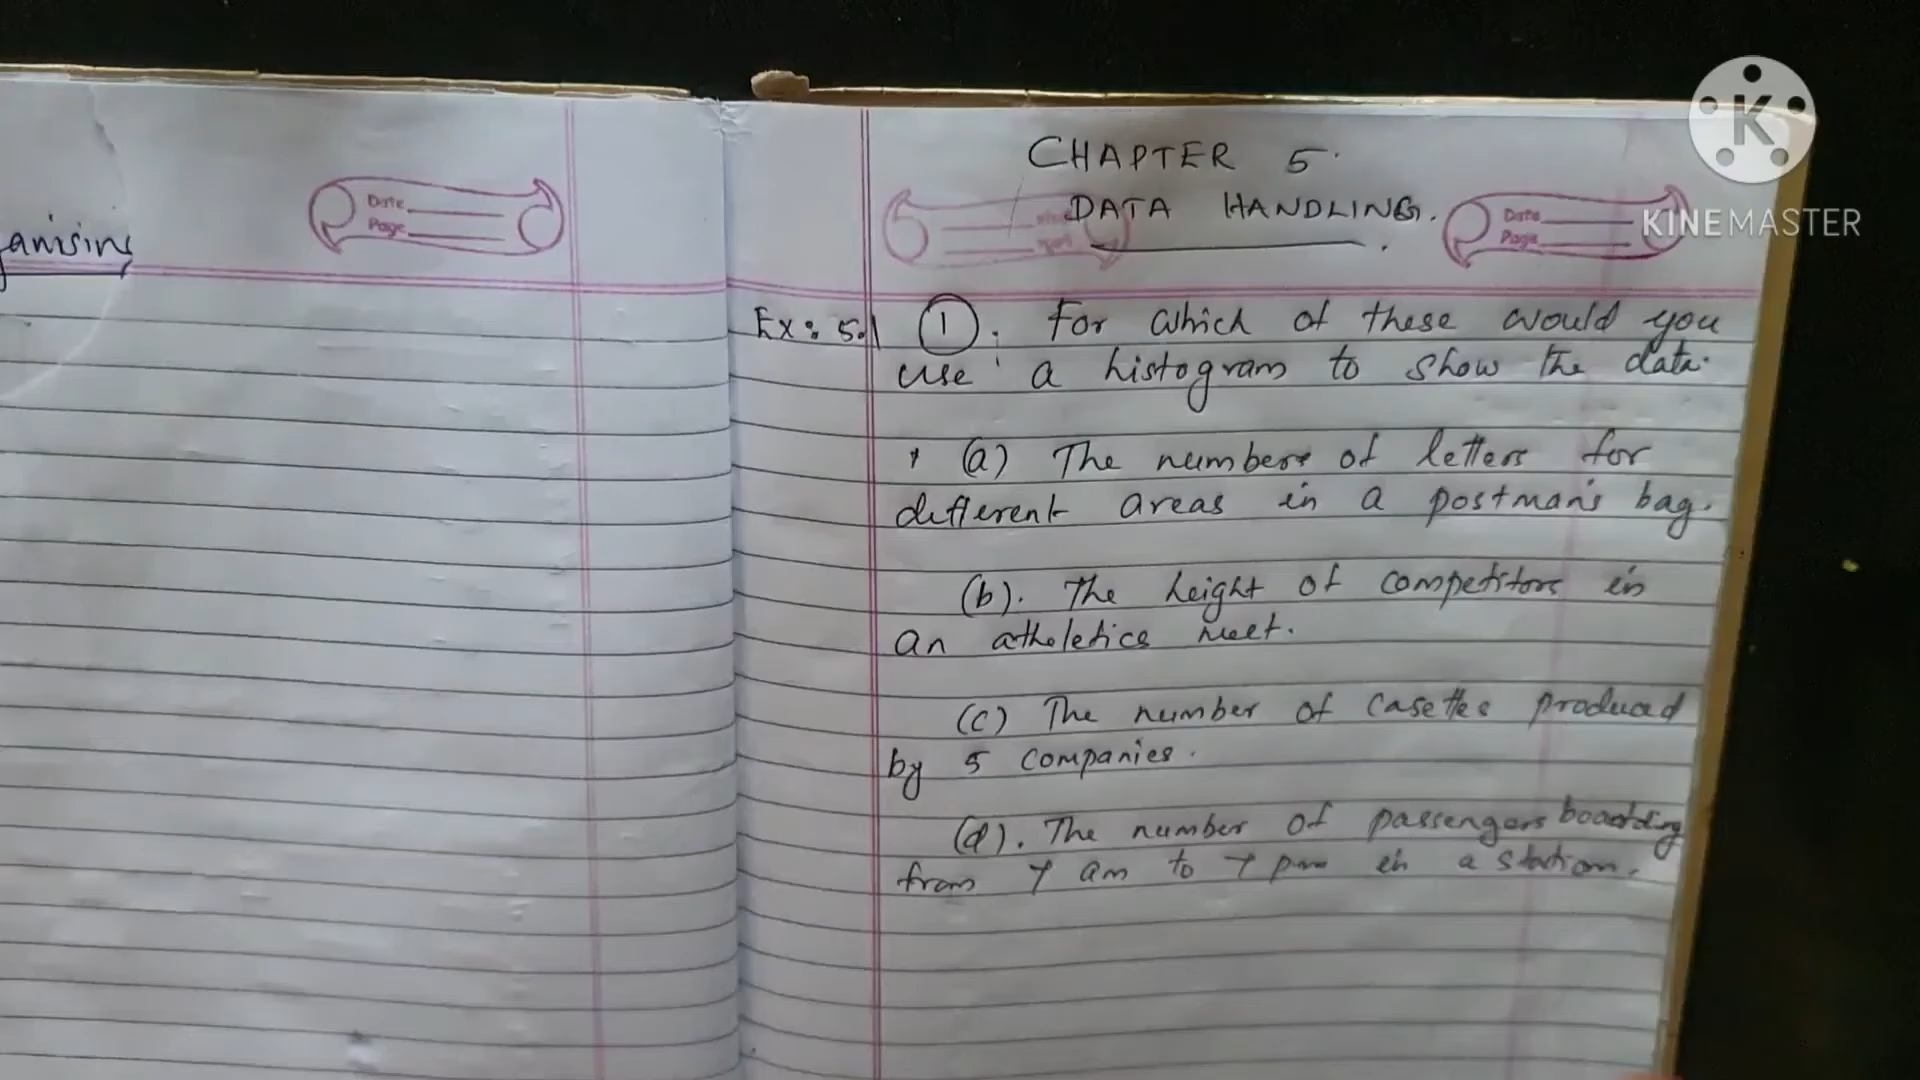 anising
Date
Page
CHAPTER 5.
DATA HANDLING.
Date
Page
KINEMASTER
Ex: 5.1 1. For which of these would you
use a histogram to show the data.
(a) The number of letters for
different areas in a postman's bag.
(b). The height of competitors in
an atheletics meet.
(c) The number of casettes produced
by 5 companies.
(d). The number of passengers boarding
from 7 am to 7 pm in a station.